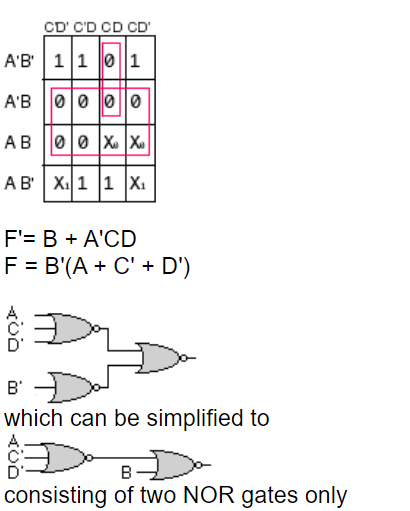 C'D' C'D CD CD'
A'B' 1 1 0 1
A'B 0 0 0 0
A B 0 0 X0 X0
A B' X1 1 1 X1
F'= B + A'CD
F = B'(A + C' + D')
A
C'
D'
B'
which can be simplified to
A
C'
D'
B
consisting of two NOR gates only